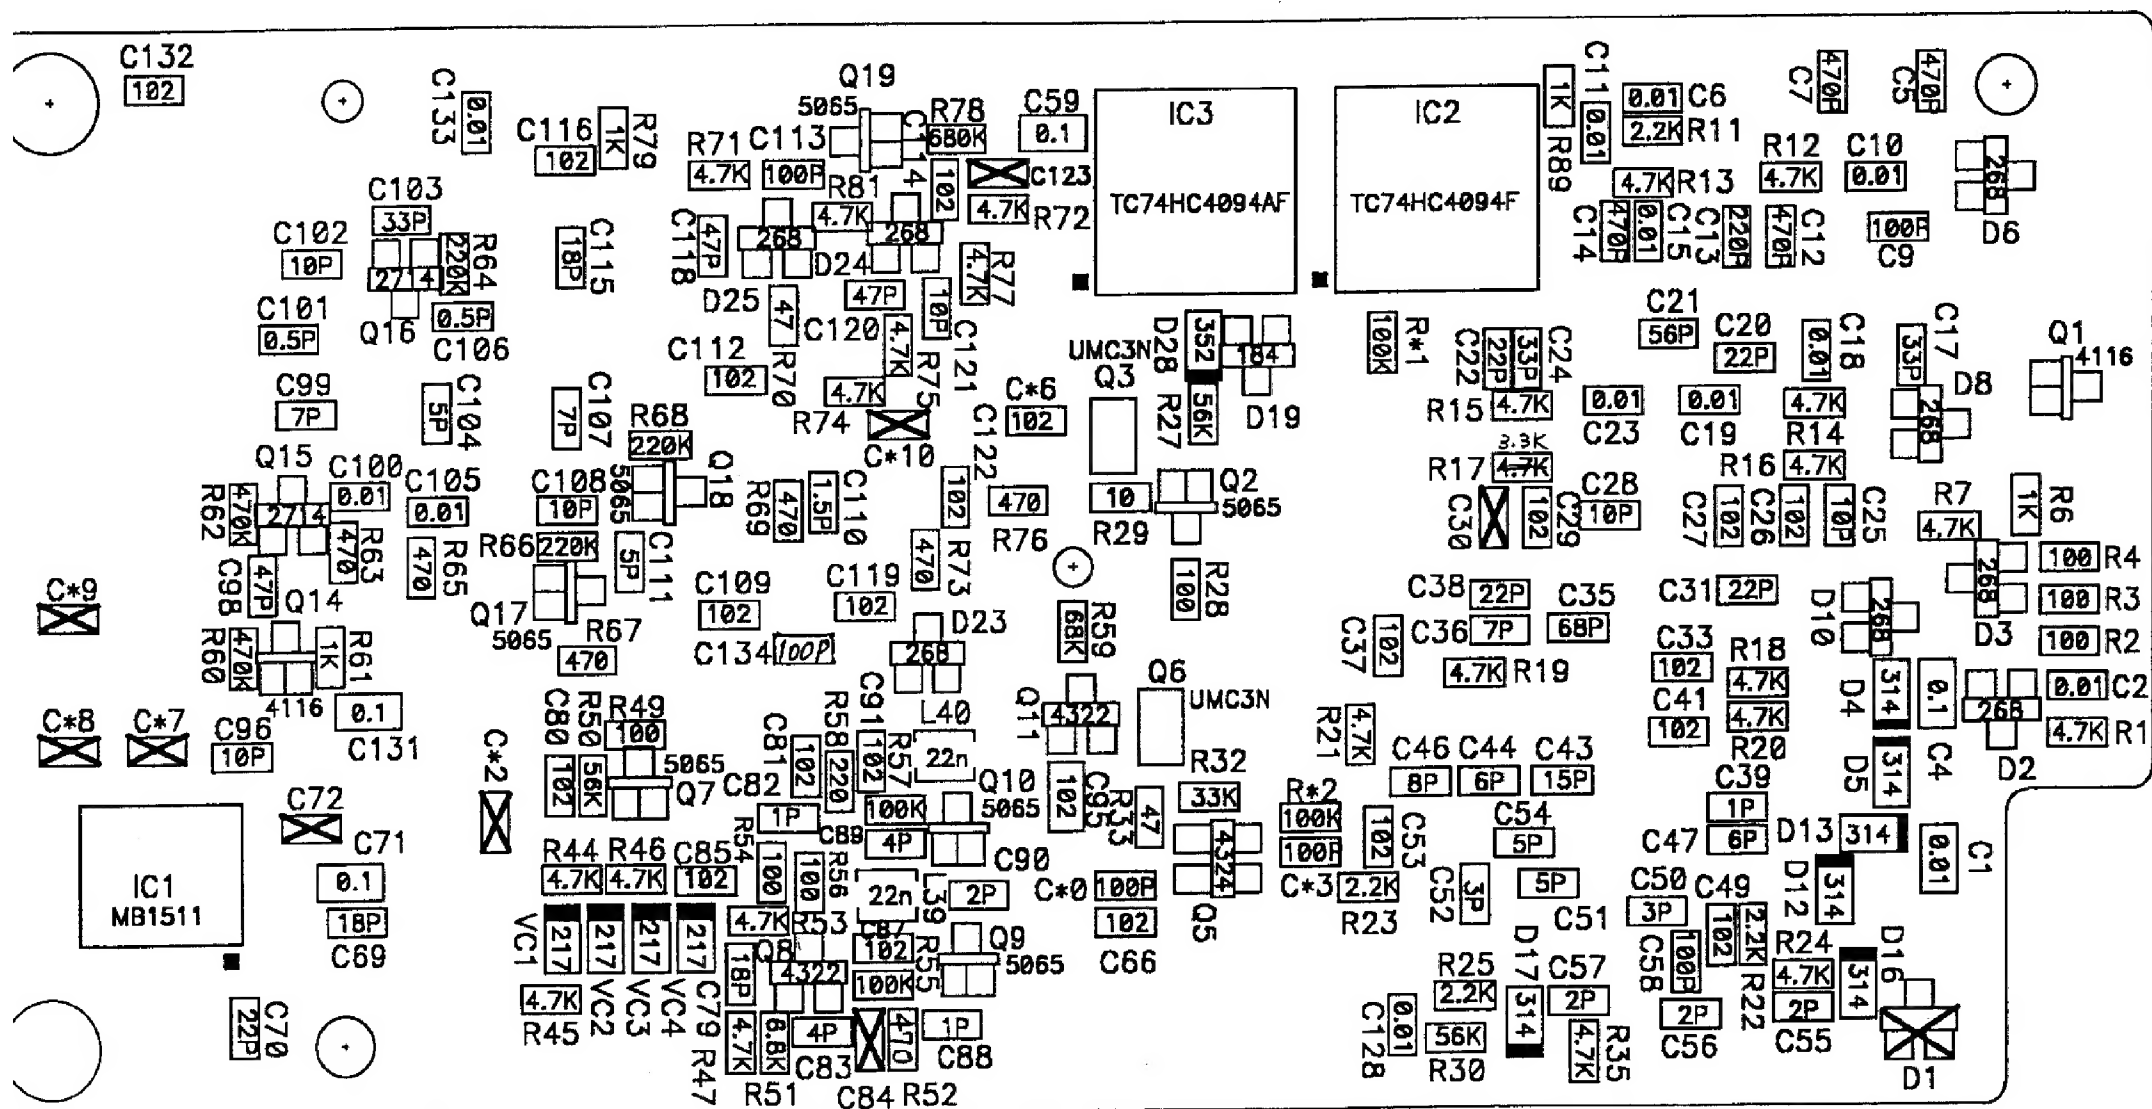 C132
102
C133
0.01
C116
102
R79
1K
Q19
5065
R71
4.7K
C113
100P
C114
102
R78
680K
C59
0.1
C123
R81
4.7K
R72
4.7K
IC3
TC74HC4094AF
IC2
TC74HC4094F
1K
R89
C11
0.01
0.01 C6
2.2K R11
4.7K R13
C7
470P
C5
470P
R12
4.7K
C10
0.01
268
D6
C103
33P
C102
10P
2714
Q16
R64
220K
C101
0.5P
0.5P
C106
18P
C115
C118
47P
268
D25
268
D24
47P
C120
10P
C121
4.7K
R77
47
R70
4.7K
R75
C14
470P
0.01
C15
C13
220P
470P
C12
100P
C9
C112
102
4.7K
R74
C*10
C122
102
C*6
102
UMC3N
Q3
D28
352
R27
56K
184
D19
100K
R*1
C22
22P
33P
C24
C21
56P
C20
22P
0.01
C18
C17
33P
D8
268
Q1
4116
C99
7P
5P
C104
7P
C107
R68
220K
R15 4.7K
0.01
C23
0.01
C19
4.7K
R14
3.3K
R17 4.7K
R16 4.7K
Q15
2714
C100
0.01
C105
0.01
C108
10P
5065
Q18
R69
470
1.5P
C110
470
R76
10
R29
Q2
5065
C30
102
C29
C28
10P
C27
102
C26
102
10P
C25
R7
4.7K
1K
R6
R62
470K
470
R63
470
R65
R66 220K
5P
C111
470
R73
C98
47P
Q14
4116
Q17
5065
R67
470
C109
102
C119
102
C134 100P
D23
268
68K
R59
100
R28
C38 22P
C36 7P
C35
68P
C31 22P
D10
268
268
D3
100 R4
100 R3
100 R2
C*9
R60
470K
1K
R61
C*8
C*7
C96
10P
0.1
C131
102
C37
4.7K R19
C33
102
R18
4.7K
C41
102
4.7K
R20
D4
314
0.1
C4
268
D2
0.01 C2
4.7K R1
C*2
C80
102
R50
56K
R49
100
5065
Q7
C81
102
R58
220
C91
102
R57
100K
L40
22n
Q11
4322
Q6
UMC3N
R21
4.7K
C46
8P
C44
6P
C43
15P
D5
314
C82
1P
C89
4P
Q10
5065
102
C95
R33
47
R32
33K
R*2
100K
100P
C*3
102
C53
C54
5P
C39
1P
C47 6P
D13 314
0.01
C1
IC1
MB1511
C72
C71
0.1
18P
C69
R44
4.7K
R46
4.7K
C85
102
R54
100
100
R56
22n
L39
C90
2P
C*0 100P
102
C66
4324
Q5
2.2K
R23
C52
3P
5P
C51
C50
3P
C49
102
D12
314
VC1
217
217
VC2
217
VC3
217
VC4
4.7K
R53
Q8
4322
C87
102
R55
100K
Q9
5065
C58
100P
2.2K
R22
R24
4.7K
2P
C55
D16
314
4.7K
R45
18P
C79
4.7K
R47
6.8K
R51
4P
C83
C84
470
R52
1P
C88
R25
2.2K
D17
314
C57
2P
2P
C56
C128
0.01
56K
R30
4.7K
R35
22P
C70
D1